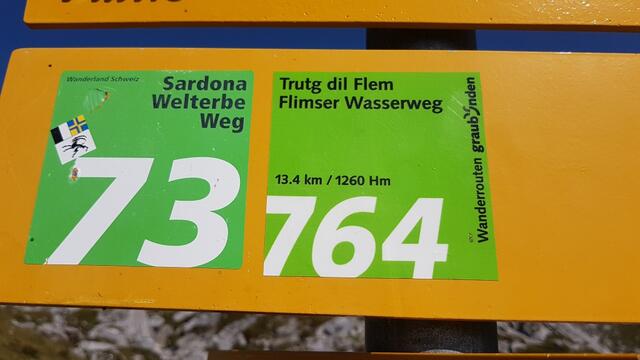 Wanderland Schweiz
Sardona
Welterbe
Weg
73
Trutg dil Flem
Flimser Wasserweg
13.4 km / 1260 Hm
764
Wanderrouten graubünden